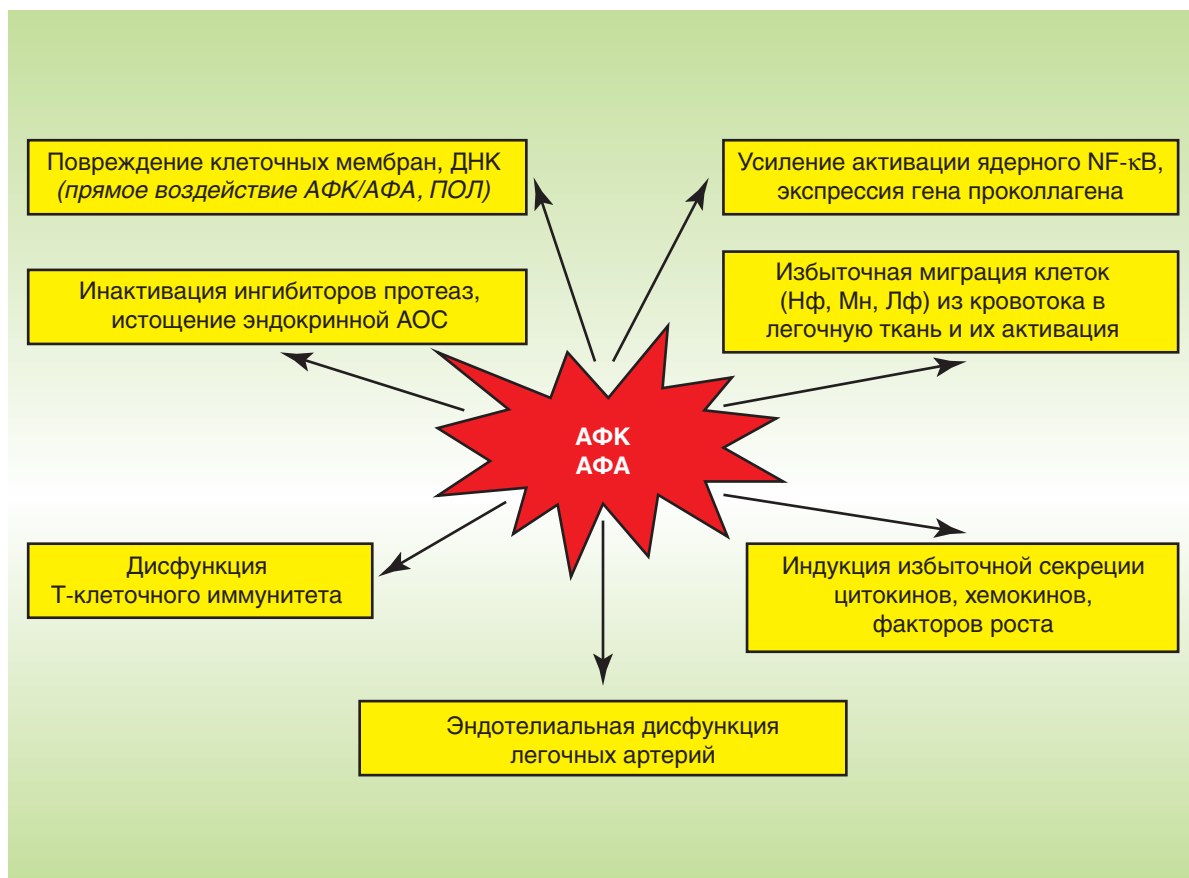 Повреждение клеточных мембран, ДНК
(прямое воздействие АФК/АФА, ПОЛ)
Усиление активации ядерного NF-κB,
экспрессия гена проколлагена
Инактивация ингибиторов протеаз,
истощение эндокринной АОС
Избыточная миграция клеток
(Нф, Мн, Лф) из кровотока в
легочную ткань и их активация
АФК
АФА
Дисфункция
Т-клеточного иммунитета
Индукция избыточной секреции
цитокинов, хемокинов,
факторов роста
Эндотелиальная дисфункция
легочных артерий